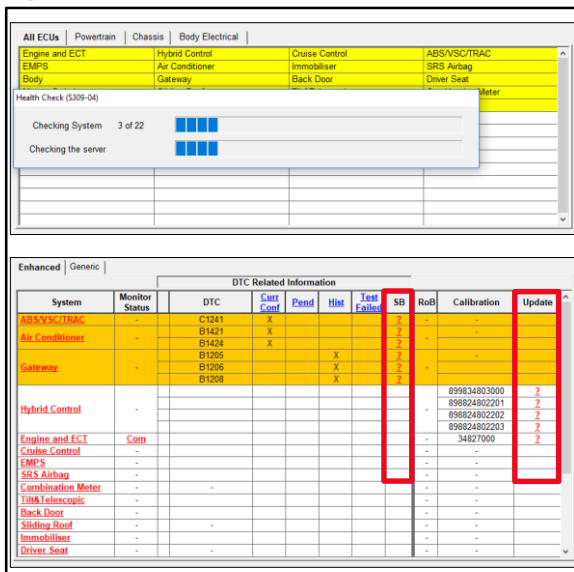 All ECUs Powertrain Chassis Body Electrical
Engine and ECT Hybrid Control Cruise Control ABS/VSC/TRAC
EMPS Air Conditioner Immobiliser SRS Airbag
Body Gateway Back Door Driver Seat
Meter
Health Check (S309-04)
Checking System 3 of 22
Checking the server
Enhanced Generic
DTC Related Information
System Monitor Status DTC Curr Conf Pend Hist Test Failed SB RoB Calibration Update
ABS/VSC/TRAC - C1241 X ? - -
Air Conditioner - B1421 X ? - -
B1424 X ?
Gateway - B1205 X ? - -
B1206 X ?
B1208 X ?
Hybrid Control - - 899834803000 ?
898824802201 ?
898824802202 ?
898824802203 ?
Engine and ECT Com - 34827000 ?
Cruise Control - - -
EMPS - - -
SRS Airbag - - -
Combination Meter - - - -
Tilt&Telescopic - - -
Back Door - - -
Sliding Roof - - - -
Immobiliser - - -
Driver Seat - - -